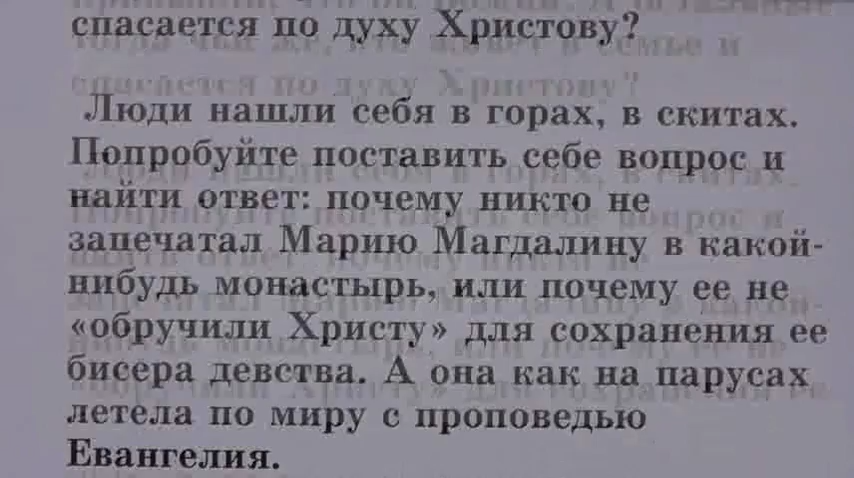 спасается по духу Христову?
Люди нашли себя в горах, в скитах.
Попробуйте поставить себе вопрос и
найти ответ: почему никто не
запечатал Марию Магдалину в какой-
нибудь монастырь, или почему ее не
«обручили Христу» для сохранения ее
бисера девства. А она как на парусах
летела по миру с проповедью
Евангелия.